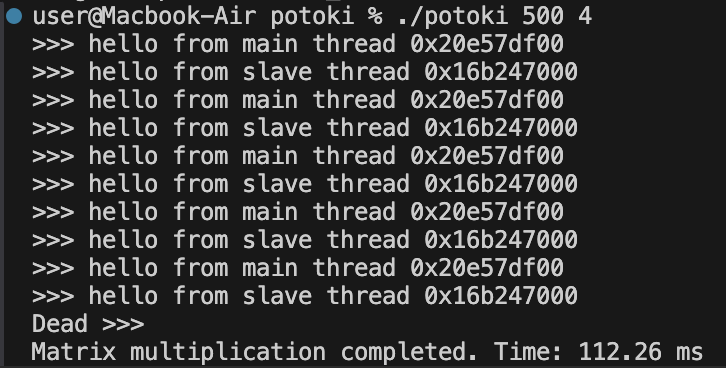 user@Macbook-Air potoki % ./potoki 500 4
>>> hello from main thread 0x20e57df00
>>> hello from slave thread 0x16b247000
>>> hello from main thread 0x20e57df00
>>> hello from slave thread 0x16b247000
>>> hello from main thread 0x20e57df00
>>> hello from slave thread 0x16b247000
>>> hello from main thread 0x20e57df00
>>> hello from slave thread 0x16b247000
>>> hello from main thread 0x20e57df00
>>> hello from slave thread 0x16b247000
Dead >>>
Matrix multiplication completed. Time: 112.26 ms